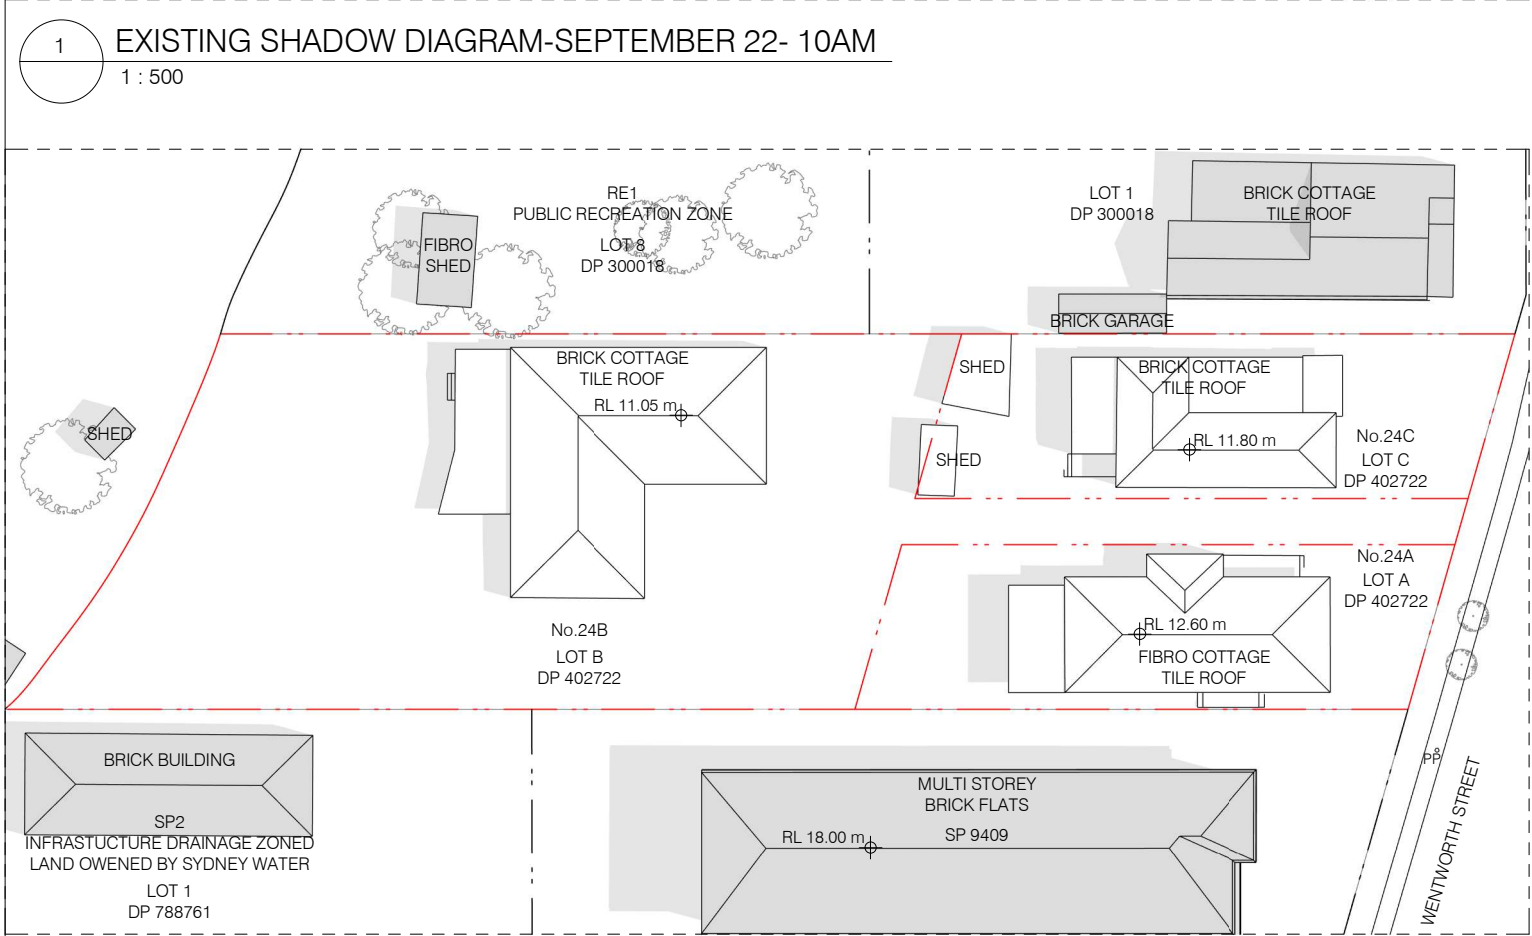 1
EXISTING SHADOW DIAGRAM-SEPTEMBER 22- 10AM
1 : 500
RE1
PUBLIC RECREATION ZONE
LOT 8
DP 300018
FIBRO
SHED
LOT 1
DP 300018
BRICK COTTAGE
TILE ROOF
BRICK GARAGE
SHED
BRICK COTTAGE
TILE ROOF
RL 11.05 m
SHED
SHED
BRICK COTTAGE
TILE ROOF
RL 11.80 m
No.24C
LOT C
DP 402722
No.24B
LOT B
DP 402722
RL 12.60 m
FIBRO COTTAGE
TILE ROOF
No.24A
LOT A
DP 402722
BRICK BUILDING
SP2
INFRASTUCTURE DRAINAGE ZONED
LAND OWENED BY SYDNEY WATER
LOT 1
DP 788761
MULTI STOREY
BRICK FLATS
RL 18.00 m
SP 9409
PP
WENTWORTH STREET